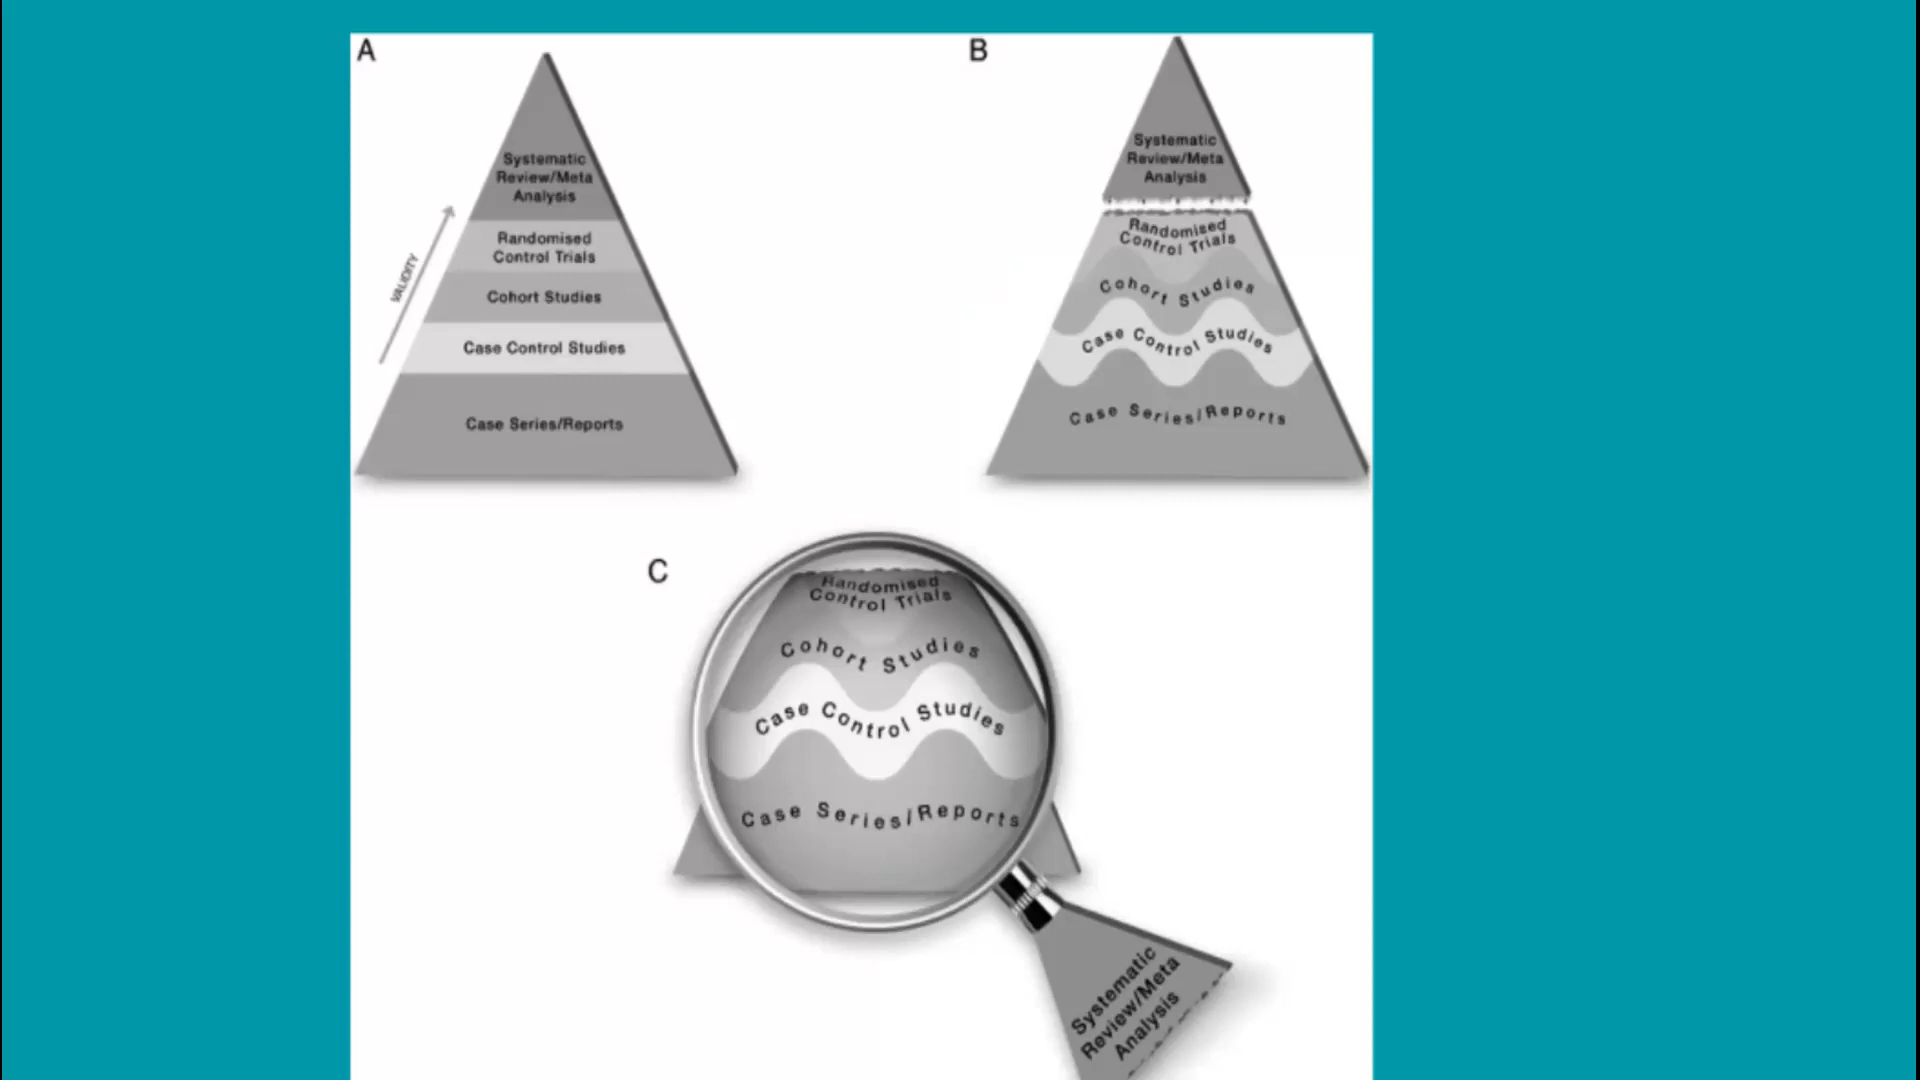 A
Systematic
Review/Meta
Analysis
Randomised
Control Trials
Cohort Studies
Case Control Studies
Case Series/Reports
VALIDITY
B
Systematic
Review/Meta
Analysis
Randomised
Control Trials
Cohort Studies
Case Control Studies
Case Series/Reports
C
Randomised
Control Trials
Cohort Studies
Case Control Studies
Case Series/Reports
Systematic
Review/Meta
Analysis